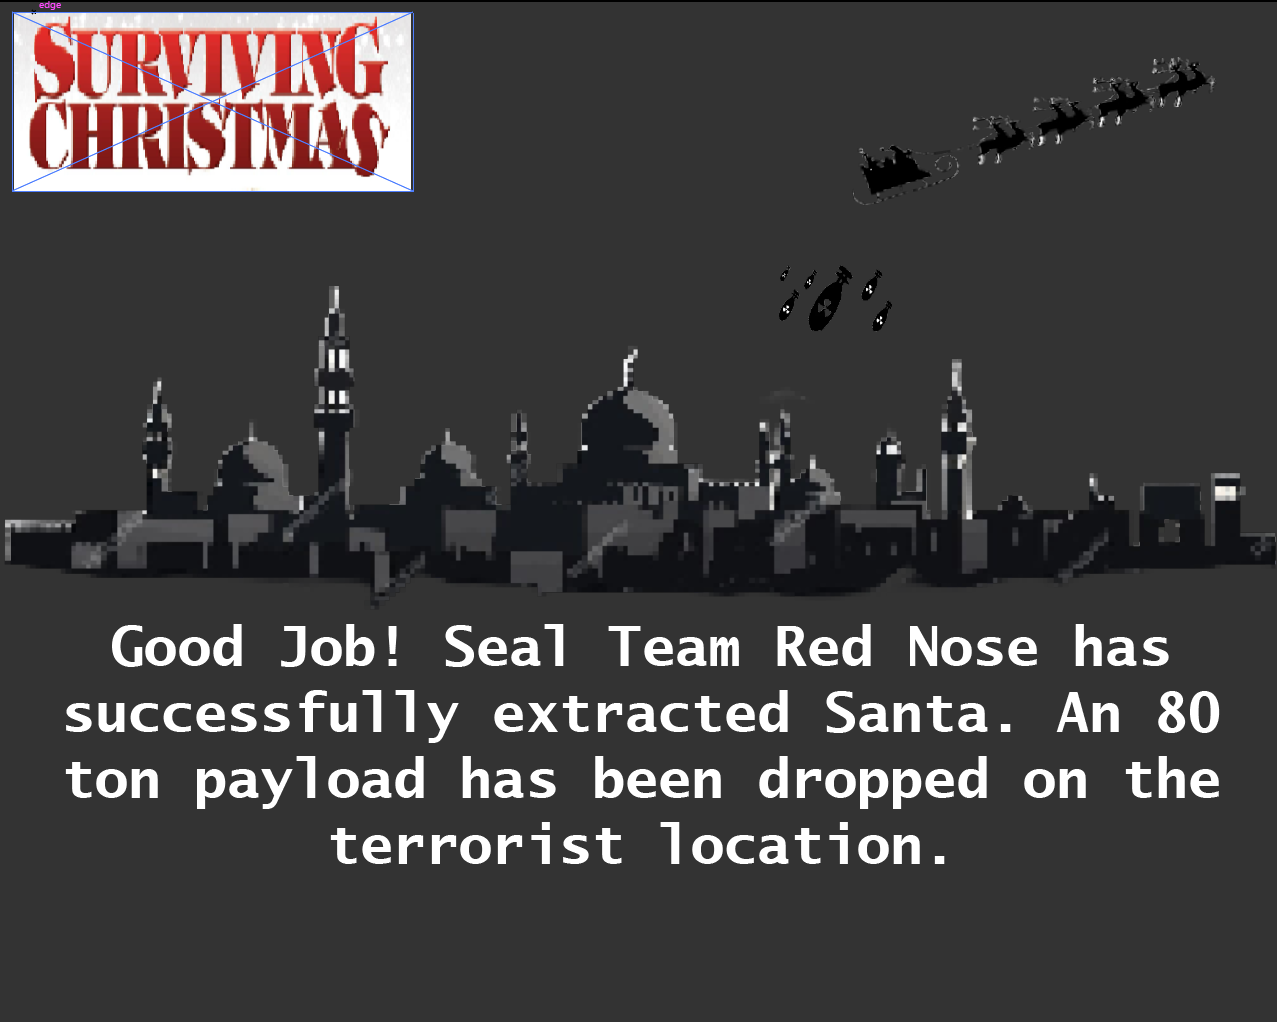 edge
SURVIVING
CHRISTMAS
Good Job! Seal Team Red Nose has
successfully extracted Santa. An 80
ton payload has been dropped on the
terrorist location.